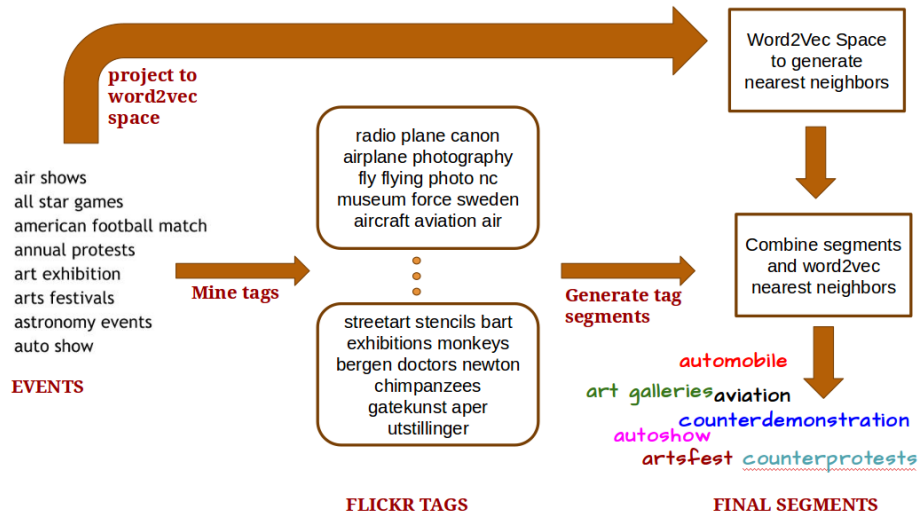 project to
word2vec
space
Word2Vec Space
to generate
nearest neighbors
air shows
all star games
american football match
annual protests
art exhibition
arts festivals
astronomy events
auto show
EVENTS
Mine tags
radio plane canon
airplane photography
fly flying photo nc
museum force sweden
aircraft aviation air
streetart stencils bart
exhibitions monkeys
bergen doctors newton
chimpanzees
gatekunst aper
utstillinger
FLICKR TAGS
Generate tag
segments
Combine segments
and word2vec
nearest neighbors
automobile
art galleries aviation
counterdemonstration
autoshow
artsfest counterprotests
FINAL SEGMENTS